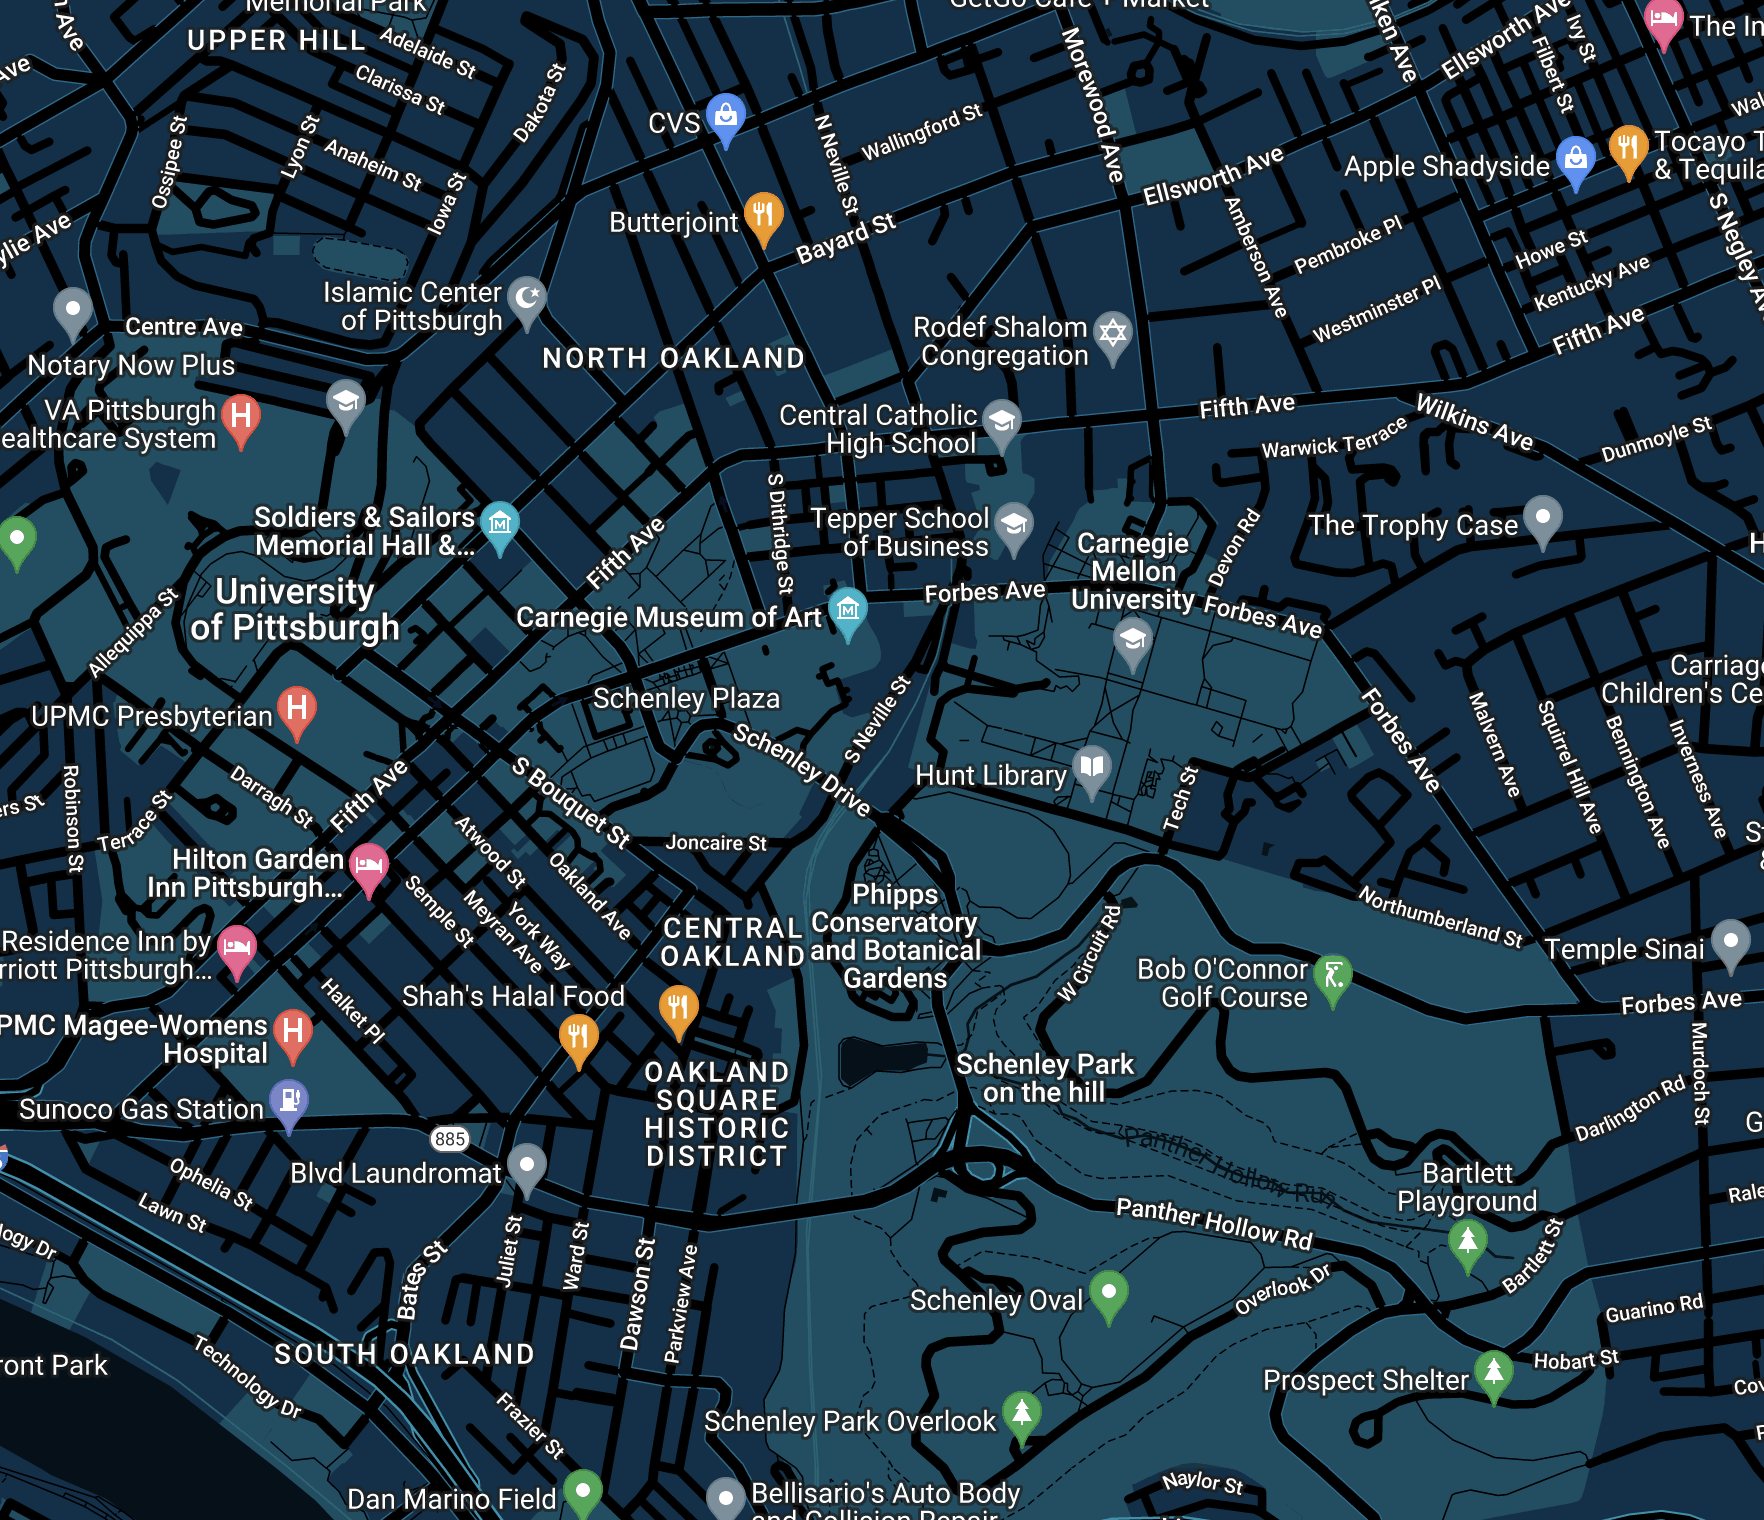 Memorial Park
GetGo Café + Market
UPPER HILL
Adelaide St
Clarissa St
Dakota St
Ossipee St
Lyon St
Anaheim St
Iowa St
CVS
N Neville St
Wallingford St
Morewood Ave
Ellsworth Ave
Ivy St
Filbert St
The In
Apple Shadyside
Tocayo T
& Tequila
Ellsworth Ave
Butterjoint
Bayard St
Amberson Ave
Pembroke Pl
Howe St
Kentucky Ave
S Negley Av
Westminster Pl
Fifth Ave
Islamic Center
of Pittsburgh
Centre Ave
Notary Now Plus
NORTH OAKLAND
Rodef Shalom
Congregation
VA Pittsburgh
ealthcare System
Central Catholic
High School
Fifth Ave
Wilkins Ave
Warwick Terrace
Dunmoyle St
Soldiers & Sailors
Memorial Hall &...
S Dithridge St
Tepper School
of Business
Carnegie
Mellon
University
Devon Rd
The Trophy Case
Fifth Ave
University
of Pittsburgh
Allequippa St
Carnegie Museum of Art
Forbes Ave
Forbes Ave
Schenley Plaza
UPMC Presbyterian
S Neville St
Schenley Drive
Hunt Library
Tech St
Forbes Ave
Malvern Ave
Squirrel Hill Ave
Bennington Ave
Inverness Ave
Carriag
Children's Ce
Robinson St
Terrace St
Darragh St
Fifth Ave
S Bouquet St
Joncaire St
Hilton Garden
Inn Pittsburgh...
Atwood St
Oakland Ave
Semple St
Meyran Ave
York Way
CENTRAL
OAKLAND
Phipps
Conservatory
and Botanical
Gardens
W Circuit Rd
Northumberland St
Temple Sinai
Residence Inn by
rriott Pittsburgh...
Shah's Halal Food
Halket Pl
Bob O'Connor
Golf Course
Forbes Ave
PMC Magee-Womens
Hospital
Sunoco Gas Station
885
OAKLAND
SQUARE
HISTORIC
DISTRICT
Schenley Park
on the hill
Murdoch St
Darlington Rd
Panther Hollow Run
Blvd Laundromat
Ophelia St
Lawn St
Bartlett
Playground
Panther Hollow Rd
Bartlett St
Bates St
Juliet St
Ward St
Dawson St
Parkview Ave
Schenley Oval
Overlook Dr
Guarino Rd
Hobart St
SOUTH OAKLAND
ront Park
Technology Dr
Frazier St
Prospect Shelter
Schenley Park Overlook
Dan Marino Field
Bellisario's Auto Body
and Collision Repair
Naylor St